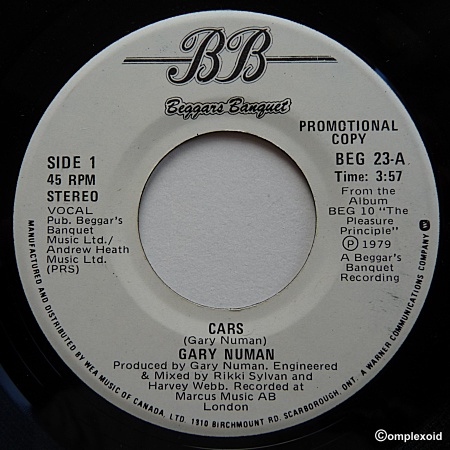 BB
Beggars Banquet
PROMOTIONAL
COPY
SIDE 1
45 RPM
STEREO
VOCAL
Pub. Beggar's
Banquet
Music Ltd./
Andrew Heath
Music Ltd.
(PRS)
BEG 23-A
Time: 3:57
From the
Album
BEG 10 "The
Pleasure
Principle"
Ⓟ 1979
A Beggar's
Banquet
Recording
CARS
(Gary Numan)
GARY NUMAN
Produced by Gary Numan. Engineered
& Mixed by Rikki Sylvan and
Harvey Webb. Recorded at
Marcus Music AB
London
MANUFACTURED AND DISTRIBUTED BY WEA MUSIC OF CANADA, LTD. 1810 BIRCHMOUNT RD. SCARBOROUGH, ONT. A WARNER COMMUNICATIONS COMPANY
©omplexoid